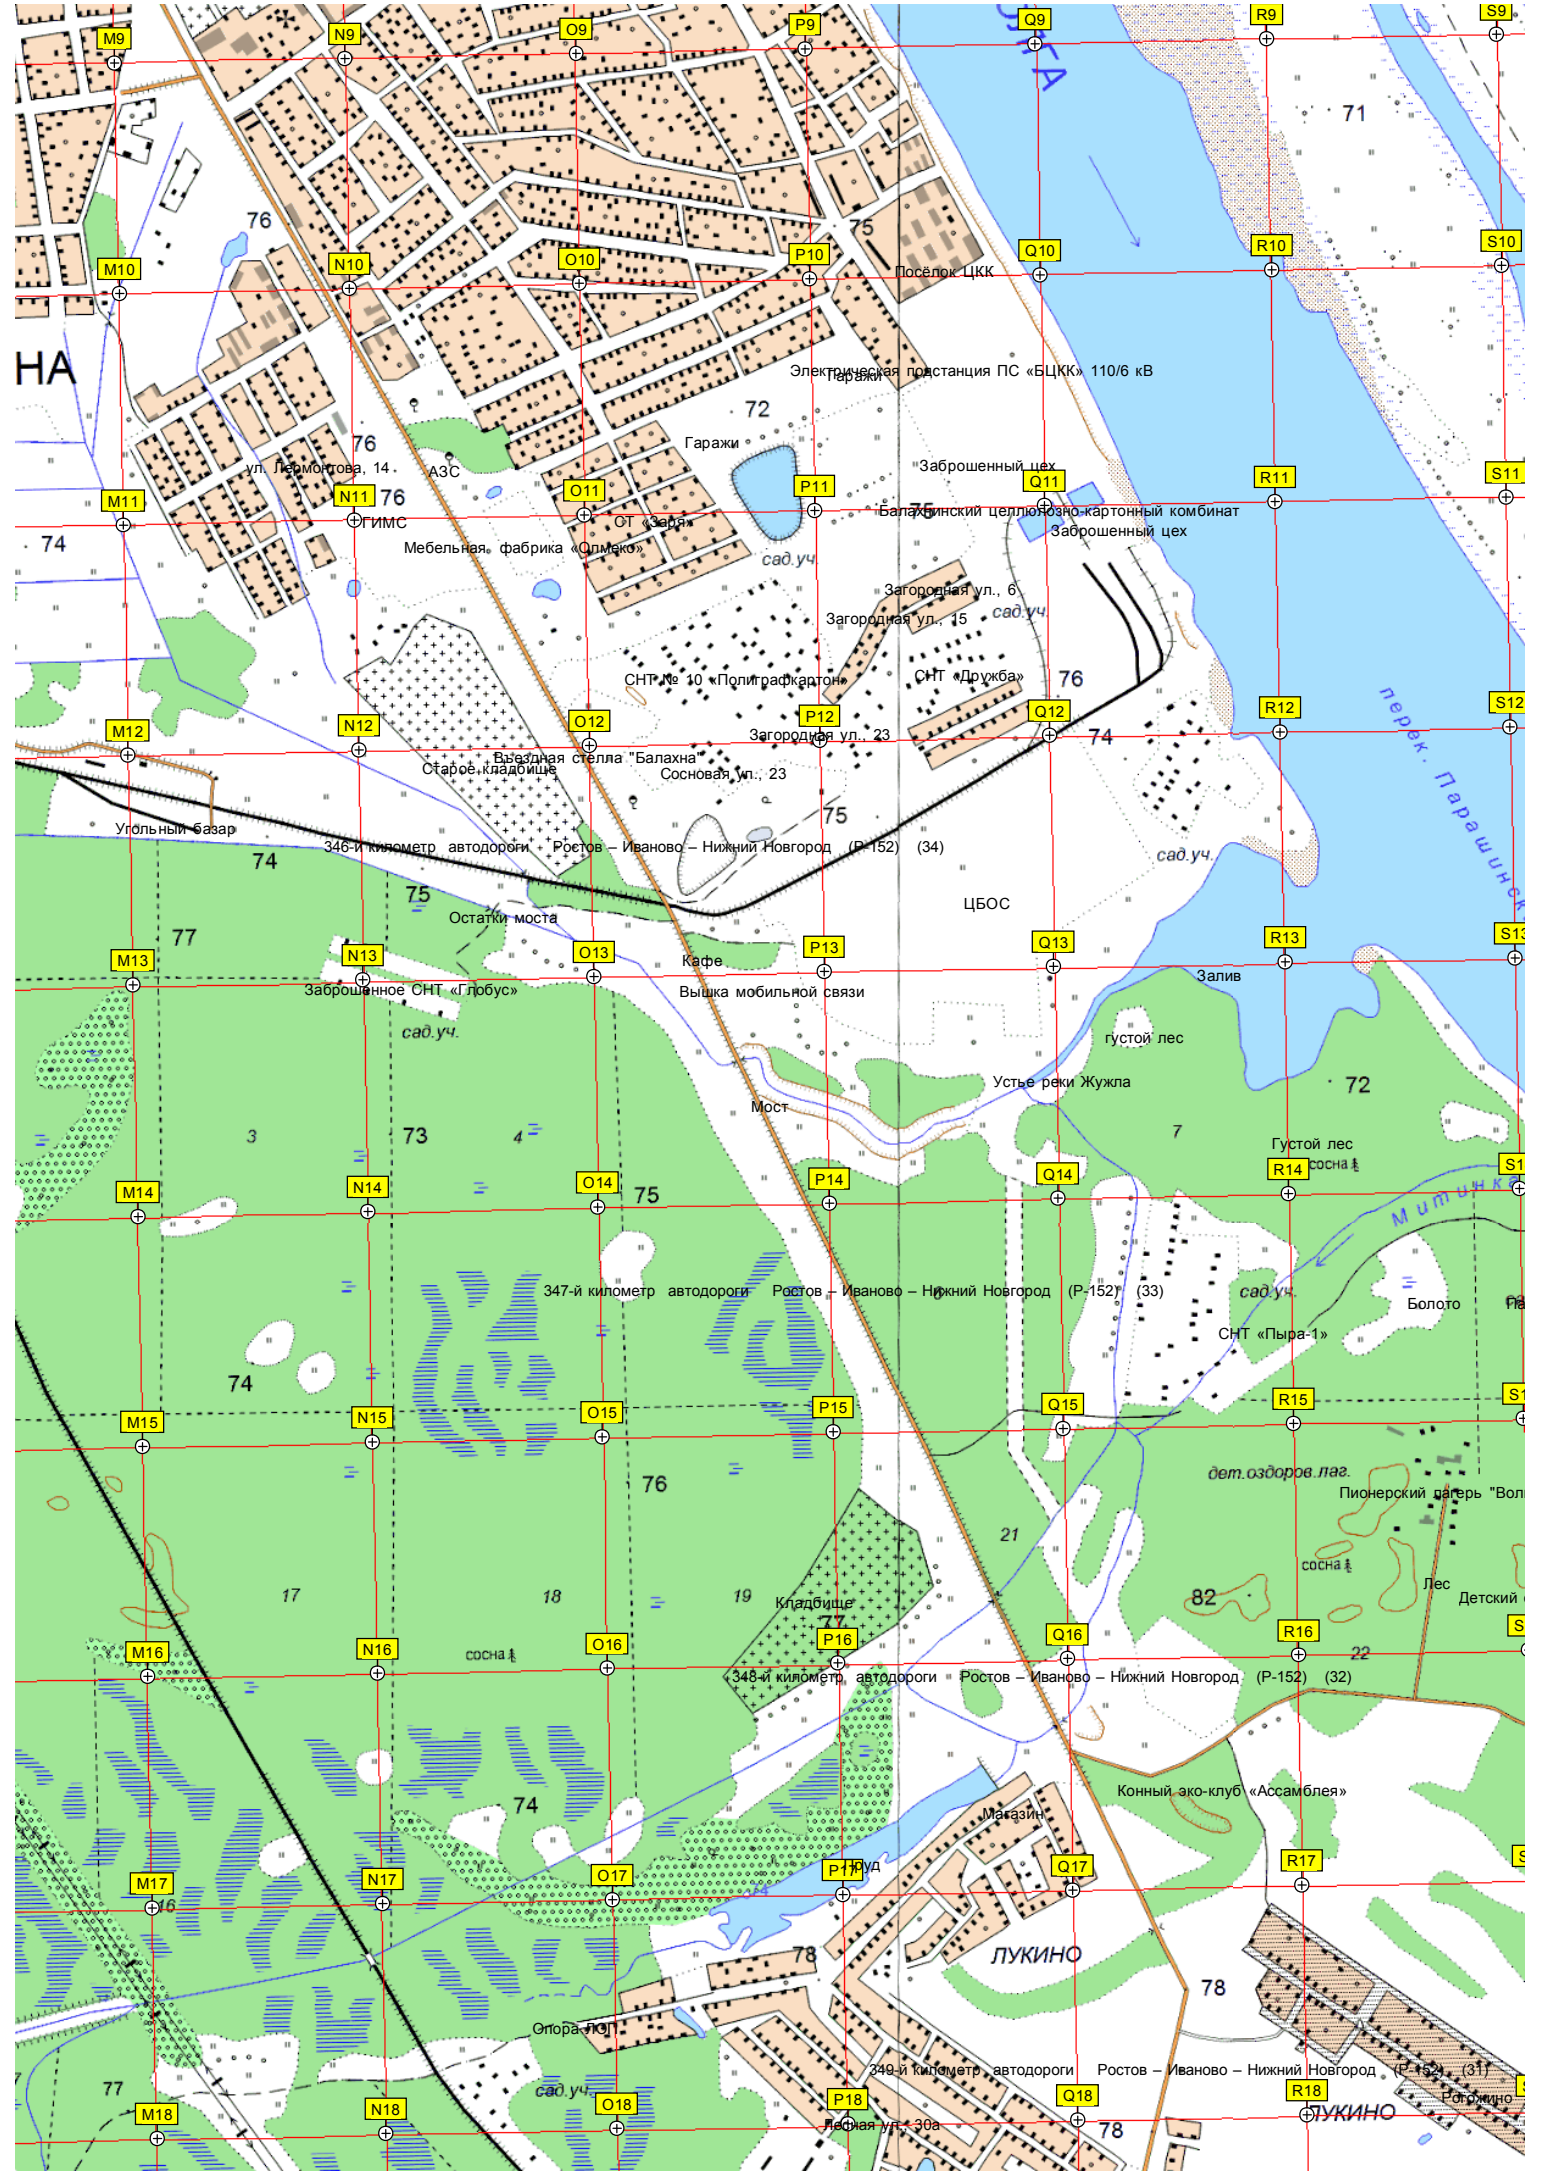 M9
N9
O9
P9
Q9
R9
S9
71
76
75
M10
N10
O10
P10
Посёлок ЦКК
Q10
R10
S10
НА
Электрическая подстанция ПС «БЦКК» 110/6 кВ
Гаражи
72
76
Гаражи
ул. Лермонтова, 14
АЗС
Заброшенный цех
M11
N11
76
O11
P11
Q11
R11
S11
ГИМС
СТ «Заря»
75
Балахнинский целлюлозно-картонный комбинат
Заброшенный цех
74
Мебельная фабрика «Олмеко»
сад.уч.
Загородная ул., 6
сад.уч.
Загородная ул., 15
СНТ № 10 «Полиграфкартон»
СНТ «Дружба»
76
M12
N12
O12
P12
Q12
R12
S12
Загородная ул., 23
74
Въездная стелла "Балахна"
Старое кладбище
Сосновая ул., 23
75
Угольный базар
346-й километр автодороги Ростов – Иваново – Нижний Новгород (Р-152) (34)
74
сад.уч.
75
Остатки моста
ЦБОС
77
M13
N13
O13
Кафе
P13
Q13
R13
S13
Залив
Заброшенное СНТ «Глобус»
Вышка мобильной связи
сад.уч.
густой лес
Устье реки Жужла
72
Мост
3
73
4
7
Густой лес
сосна
M14
N14
O14
75
P14
Q14
R14
Митинка
347-й километр автодороги Ростов – Иваново – Нижний Новгород (Р-152) (33)
сад.уч.
Болото
СНТ «Пыра-1»
74
M15
N15
O15
P15
Q15
R15
76
дет.оздоров.лаг.
Пионерский лагерь "Вол
21
сосна
17
18
19
Кладбище
82
Лес
Детский
77
M16
N16
сосна
O16
P16
Q16
R16
22
348-й километр автодороги Ростов – Иваново – Нижний Новгород (Р-152) (32)
Конный эко-клуб «Ассамблея»
74
Магазин
M17
N17
O17
P17
Пруд
Q17
R17
16
78
ЛУКИНО
78
Опора ЛЭП
349-й километр автодороги Ростов – Иваново – Нижний Новгород (Р-152) (31)
77
сад.уч.
Рогожино
M18
N18
O18
P18
Q18
R18
ЛУКИНО
Лесная ул., 30а
78